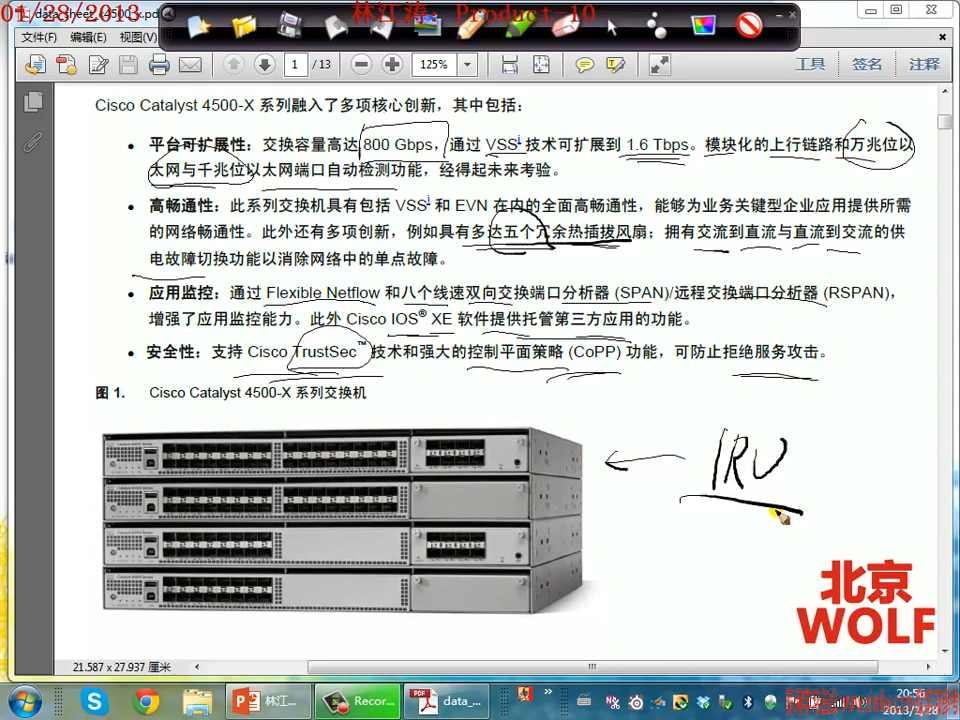 01/28/2013
林江涛: Product-10
文件(F) 编辑(E) 视图(V)
1 /13 125% 工具 签名 注释
Cisco Catalyst 4500-X 系列融入了多项核心创新，其中包括：
• 平台可扩展性：交换容量高达 800 Gbps，通过 VSSi 技术可扩展到 1.6 Tbps。模块化的上行链路和万兆位以
太网与千兆位以太网端口自动检测功能，经得起未来考验。
• 高畅通性：此系列交换机具有包括 VSSi 和 EVN 在内的全面高畅通性，能够为业务关键型企业应用提供所需
的网络畅通性。此外还有多项创新，例如具有多达五个冗余热插拔风扇；拥有交流到直流与直流到交流的供
电故障切换功能以消除网络中的单点故障。
• 应用监控：通过 Flexible Netflow 和八个线速双向交换端口分析器 (SPAN)/远程交换端口分析器 (RSPAN)，
增强了应用监控能力。此外 Cisco IOS® XE 软件提供托管第三方应用的功能。
• 安全性：支持 Cisco TrustSec™ 技术和强大的控制平面策略 (CoPP) 功能，可防止拒绝服务攻击。
图 1. Cisco Catalyst 4500-X 系列交换机
1RU
北京
WOLF
21.587 x 27.937 厘米
林江... Recor... data_...
20:56
2013/1/28